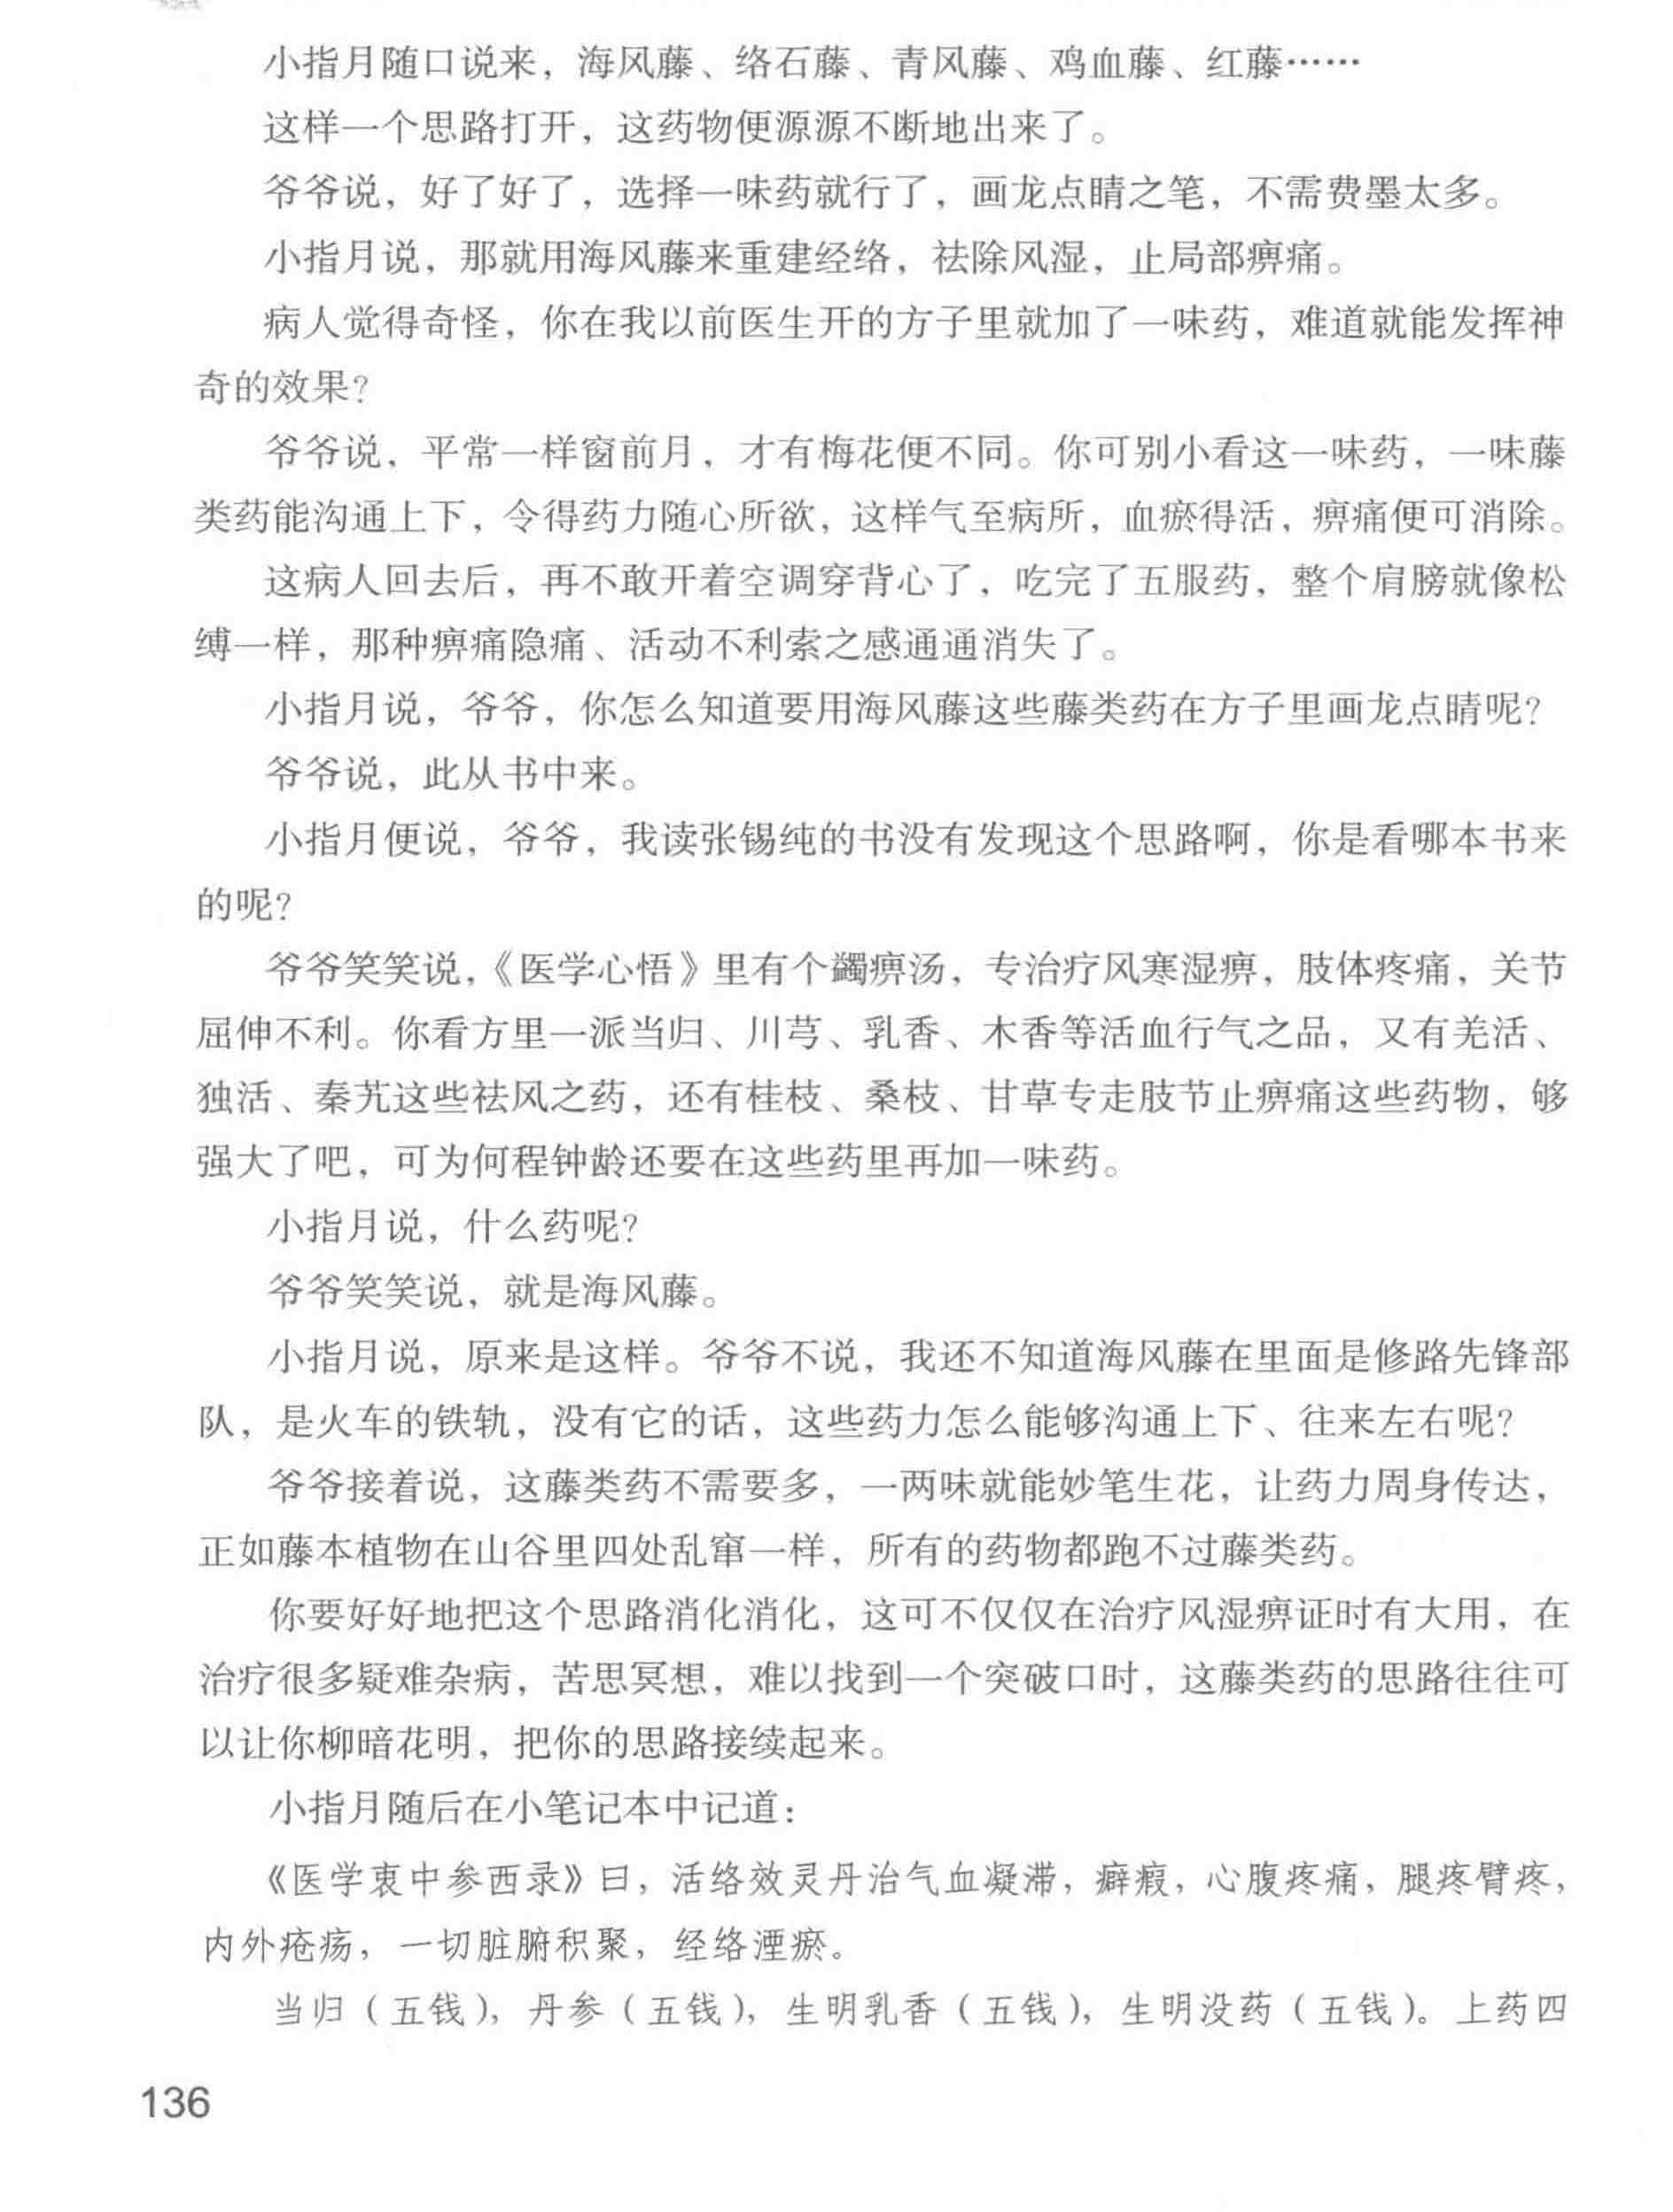 小指月随口说来，海风藤、络石藤、青风藤、鸡血藤、红藤……
这样一个思路打开，这药物便源源不断地出来了。
爷爷说，好了好了，选择一味药就行了，画龙点睛之笔，不需费墨太多。
小指月说，那就用海风藤来重建经络，祛除风湿，止局部痹痛。
病人觉得奇怪，你在我以前医生开的方子里就加了一味药，难道就能发挥神
奇的效果？
爷爷说，平常一样窗前月，才有梅花便不同。你可别小看这一味药，一味藤
类药能沟通上下，令得药力随心所欲，这样气至病所，血瘀得活，痹痛便可消除。
这病人回去后，再不敢开着空调穿背心了，吃完了五服药，整个肩膀就像松
缚一样，那种痹痛隐痛、活动不利索之感通通消失了。
小指月说，爷爷，你怎么知道要用海风藤这些藤类药在方子里画龙点睛呢？
爷爷说，此从书中来。
小指月便说，爷爷，我读张锡纯的书没有发现这个思路啊，你是看哪本书来
的呢？
爷爷笑笑说，《医学心悟》里有个蠲痹汤，专治疗风寒湿痹，肢体疼痛，关节
屈伸不利。你看方里一派当归、川芎、乳香、木香等活血行气之品，又有羌活、
独活、秦艽这些祛风之药，还有桂枝、桑枝、甘草专走肢节止痹痛这些药物，够
强大了吧，可为何程钟龄还要在这些药里再加一味药。
小指月说，什么药呢？
爷爷笑笑说，就是海风藤。
小指月说，原来是这样。爷爷不说，我还不知道海风藤在里面是修路先锋部
队，是火车的铁轨，没有它的话，这些药力怎么能够沟通上下、往来左右呢？
爷爷接着说，这藤类药不需要多，一两味就能妙笔生花，让药力周身传达，
正如藤本植物在山谷里四处乱窜一样，所有的药物都跑不过藤类药。
你要好好地把这个思路消化消化，这可不仅仅在治疗风湿痹证时有大用，在
治疗很多疑难杂病，苦思冥想，难以找到一个突破口时，这藤类药的思路往往可
以让你柳暗花明，把你的思路接续起来。
小指月随后在小笔记本中记道：
《医学衷中参西录》曰，活络效灵丹治气血凝滞，癖瘕，心腹疼痛，腿疼臂疼，
内外疮疡，一切脏腑积聚，经络湮瘀。
当归（五钱），丹参（五钱），生明乳香（五钱），生明没药（五钱）。上药四
136